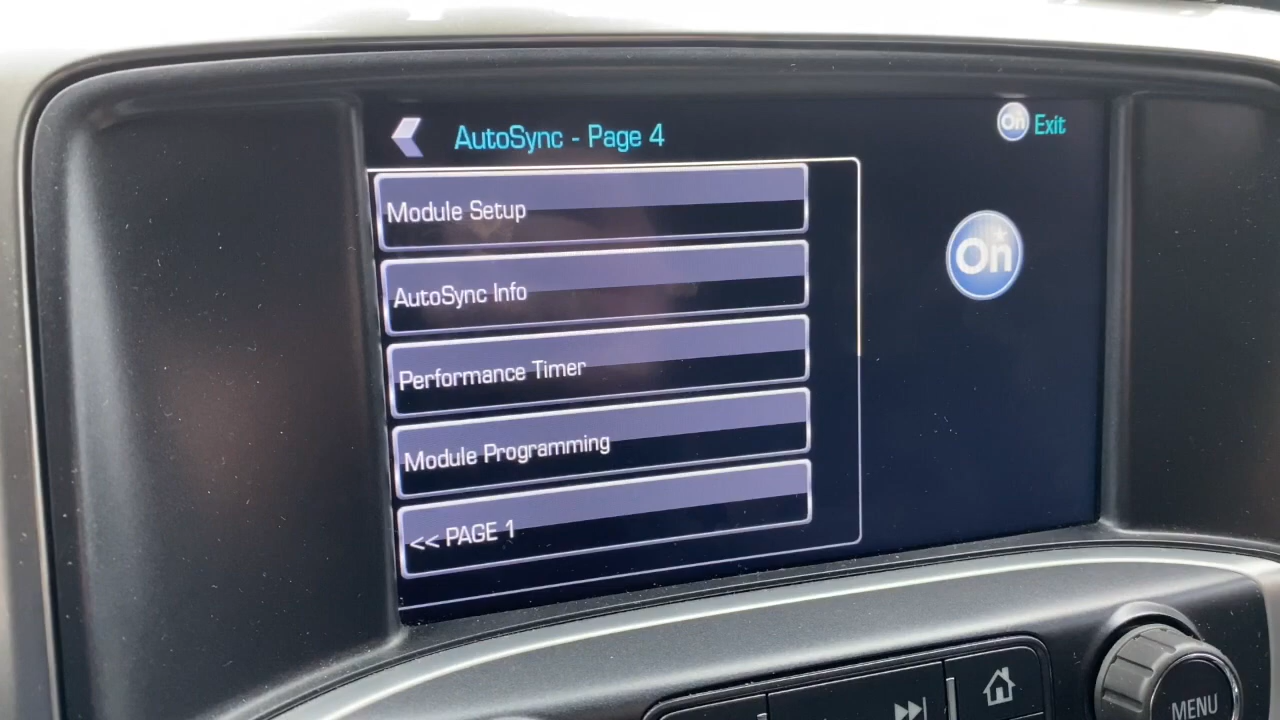 AutoSync - Page 4
On Exit
Module Setup
On
AutoSync Info
Performance Timer
Module Programming
<< PAGE 1
MENU